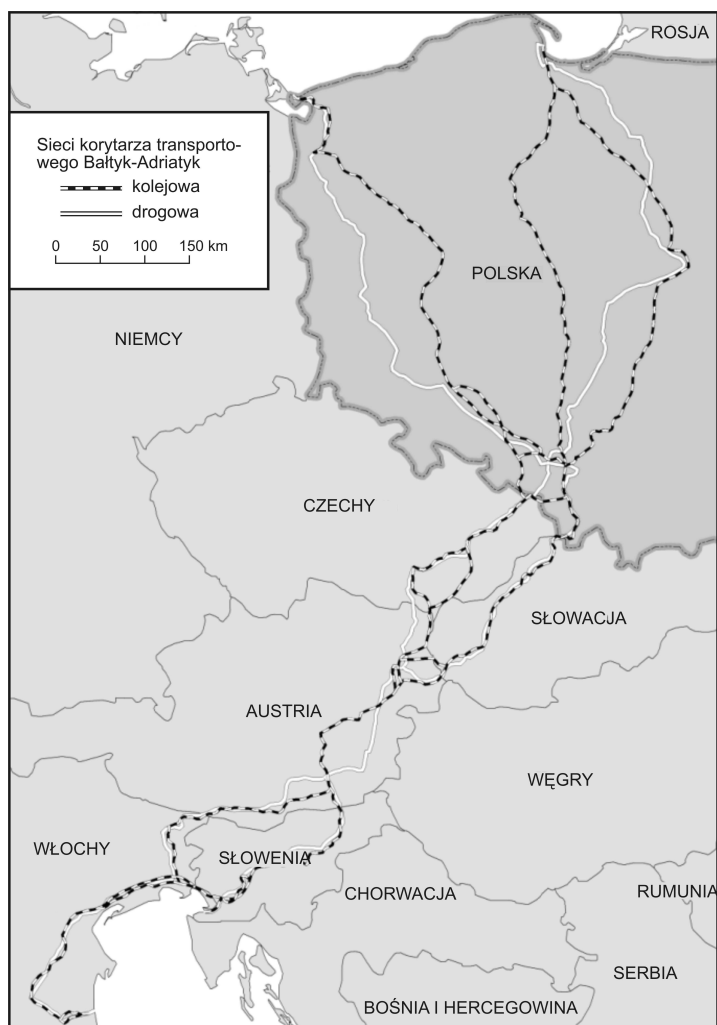 ROSJA
Sieci korytarza transporto-
wego Bałtyk-Adriatyk
kolejowa
drogowa
0 50 100 150 km
POLSKA
NIEMCY
CZECHY
SŁOWACJA
AUSTRIA
WĘGRY
WŁOCHY
SŁOWENIA
CHORWACJA
RUMUNIA
SERBIA
BOŚNIA I HERCEGOWINA